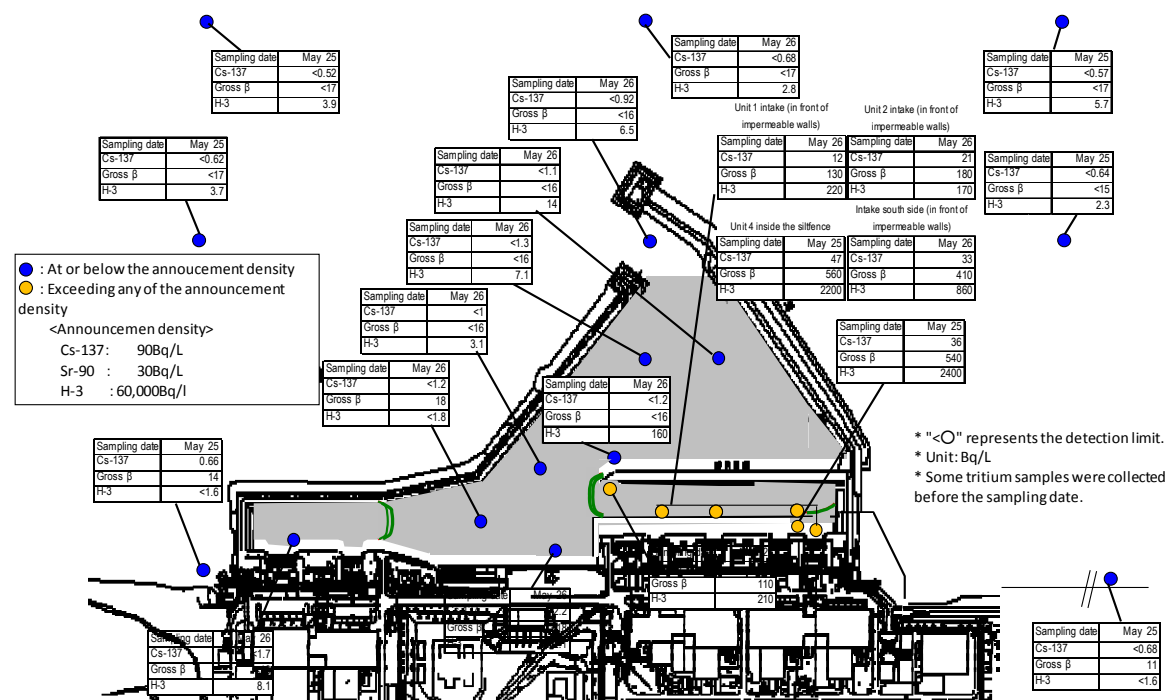 Sampling date May 25
Cs-137 <0.52
Gross β <17
H-3 3.9
Sampling date May 26
Cs-137 <0.68
Gross β <17
H-3 2.8
Sampling date May 25
Cs-137 <0.57
Gross β <17
H-3 5.7
Sampling date May 26
Cs-137 <0.92
Gross β <16
H-3 6.5
Unit 1 intake (in front of
impermeable walls)
Sampling date May 26
Cs-137 12
Gross β 130
H-3 220
Unit 2 intake (in front of
impermeable walls)
Sampling date May 26
Cs-137 21
Gross β 180
H-3 170
Sampling date May 25
Cs-137 <0.62
Gross β <17
H-3 3.7
Sampling date May 26
Cs-137 <1.1
Gross β <16
H-3 14
Sampling date May 25
Cs-137 <0.64
Gross β <15
H-3 2.3
Sampling date May 26
Cs-137 <1.3
Gross β <16
H-3 7.1
Unit 4 inside the siltfence
Sampling date May 25
Cs-137 47
Gross β 560
H-3 2200
Intake south side (in front of
impermeable walls)
Sampling date May 26
Cs-137 33
Gross β 410
H-3 860
: At or below the annoucement density
: Exceeding any of the announcement
density
<Announcemen density>
Cs-137: 90Bq/L
Sr-90 : 30Bq/L
H-3 : 60,000Bq/l
Sampling date May 26
Cs-137 <1
Gross β <16
H-3 3.1
Sampling date May 25
Cs-137 36
Gross β 540
H-3 2400
Sampling date May 26
Cs-137 <1.2
Gross β 18
H-3 <1.8
Sampling date May 26
Cs-137 <1.2
Gross β <16
H-3 160
* "<O" represents the detection limit.
* Unit: Bq/L
* Some tritium samples were collected
before the sampling date.
Sampling date May 25
Cs-137 0.66
Gross β 14
H-3 <1.6
Gross β 110
H-3 210
May 26
Gross β
Sampling date May 26
Cs-137 <1.7
Gross β
H-3 8.1
Sampling date May 25
Cs-137 <0.68
Gross β 11
H-3 <1.6